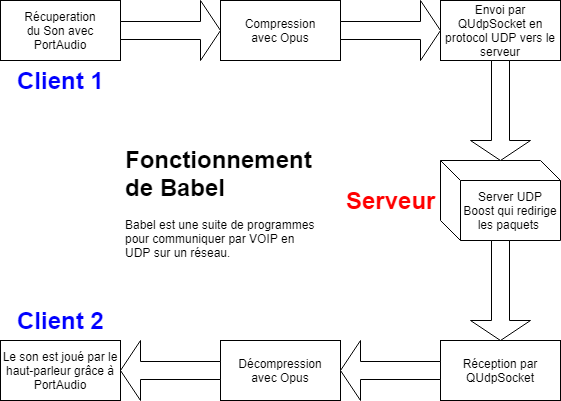 Récuperation
du Son avec
PortAudio
Compression
avec Opus
Envoi par
QUdpSocket en
protocol UDP vers le
serveur
Client 1
Fonctionnement
de Babel
Babel est une suite de programmes
pour communiquer par VOIP en
UDP sur un réseau.
Serveur
Server UDP
Boost qui redirige
les paquets
Client 2
Le son est joué par le
haut-parleur grâce à
PortAudio
Décompression
avec Opus
Réception par
QUdpSocket